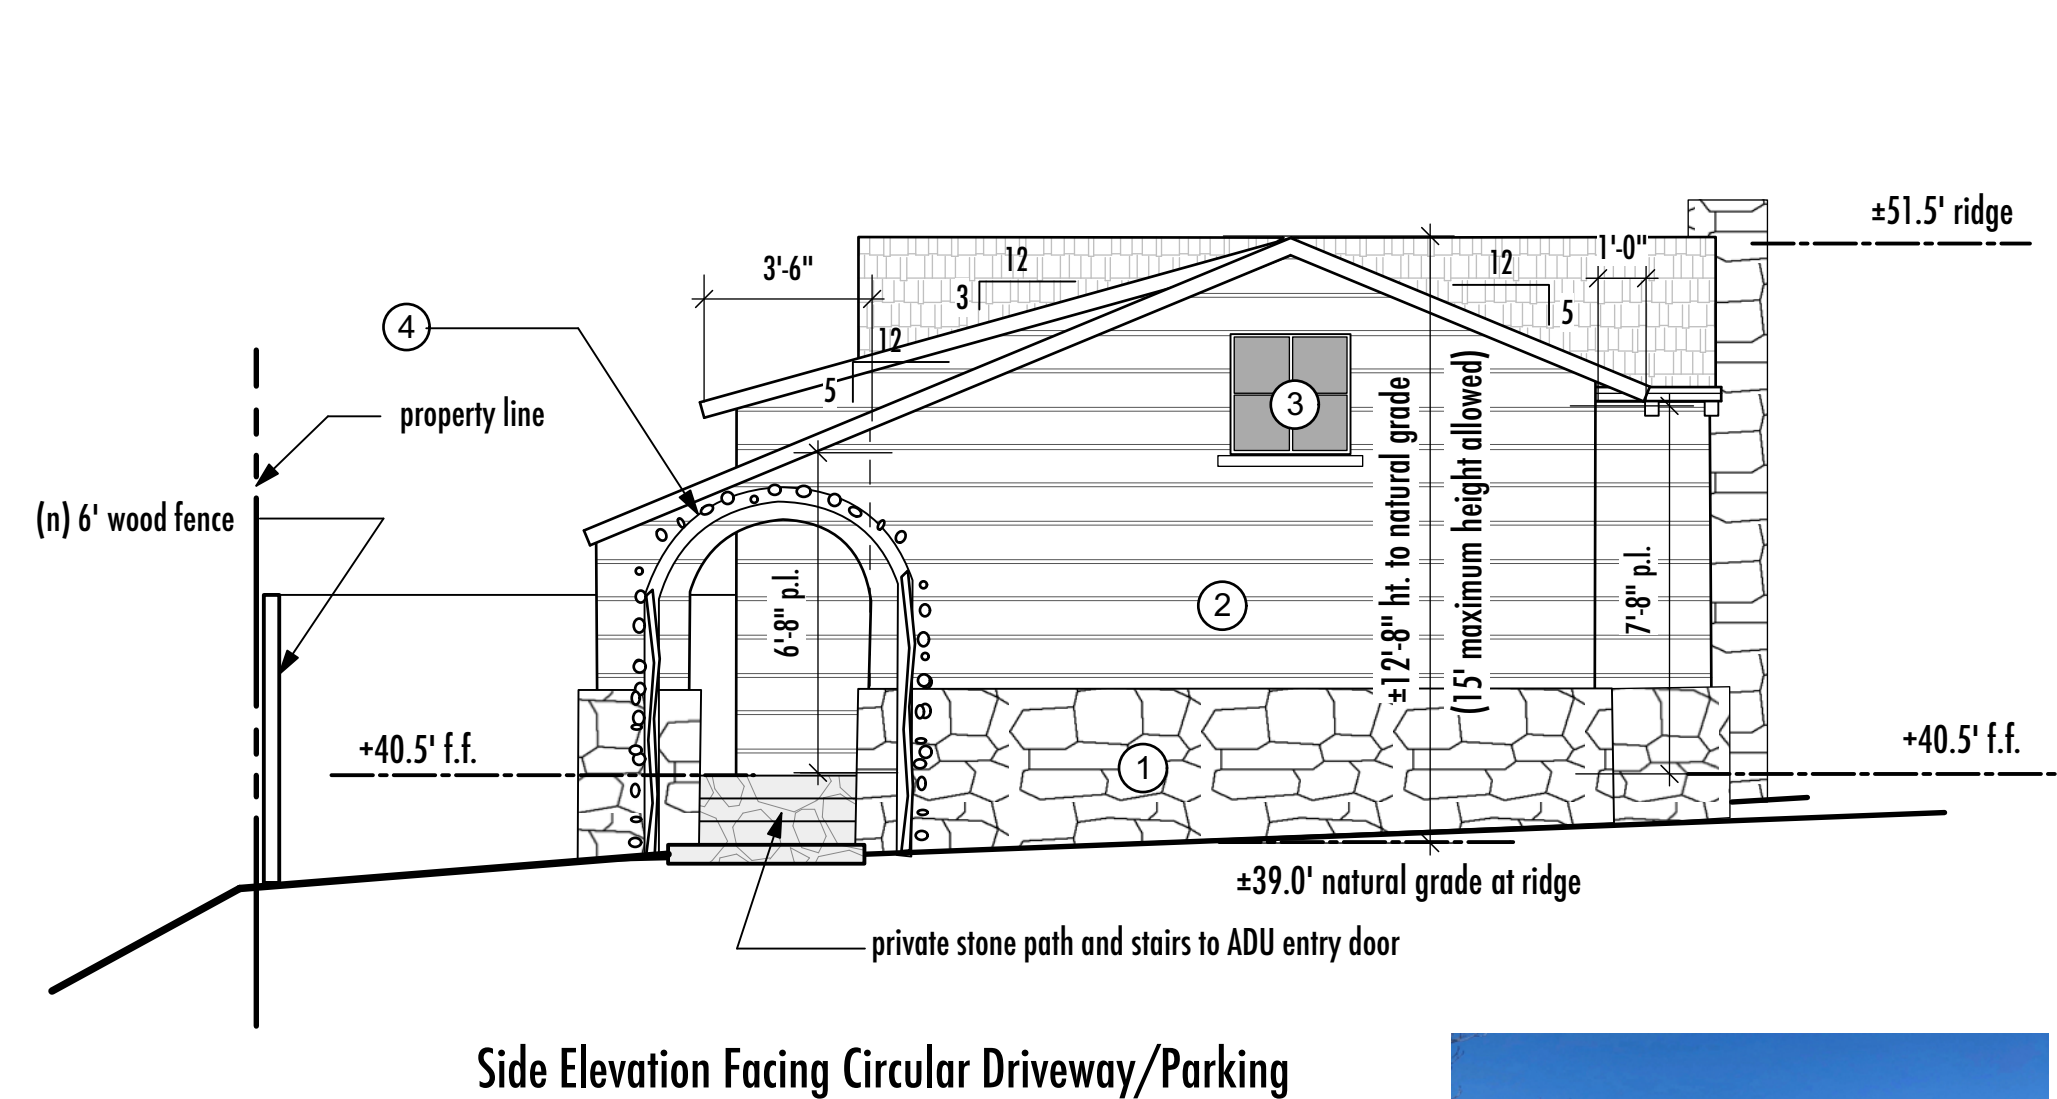 ±51.5' ridge
1'-0"
12
12
3'-6"
3
5
4
12
5
3
property line
±12'-8" ht. to natural grade
(15' maximum height allowed)
(n) 6' wood fence
6'-8" p.l.
2
7'-8" p.l.
+40.5' f.f.
+40.5' f.f.
1
±39.0' natural grade at ridge
private stone path and stairs to ADU entry door
Side Elevation Facing Circular Driveway/Parking